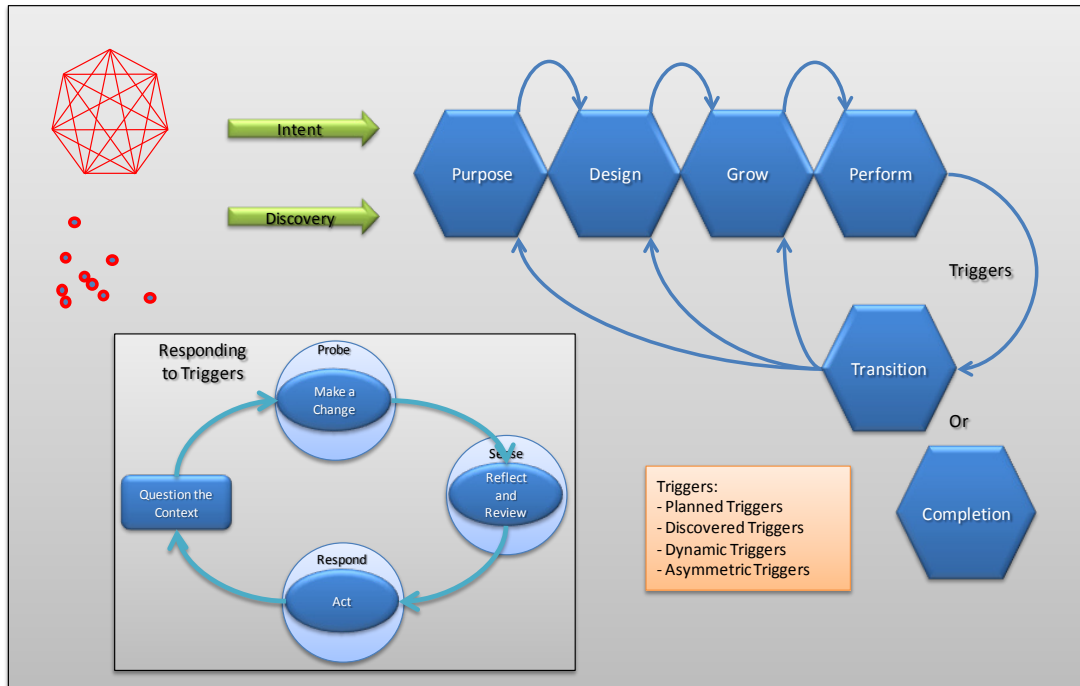 Intent
Discovery
Purpose
Design
Grow
Perform
Triggers
Transition
Or
Completion
Responding
to Triggers
Probe
Make a
Change
Sense
Reflect
and
Review
Respond
Act
Question the
Context
Triggers:
- Planned Triggers
- Discovered Triggers
- Dynamic Triggers
- Asymmetric Triggers